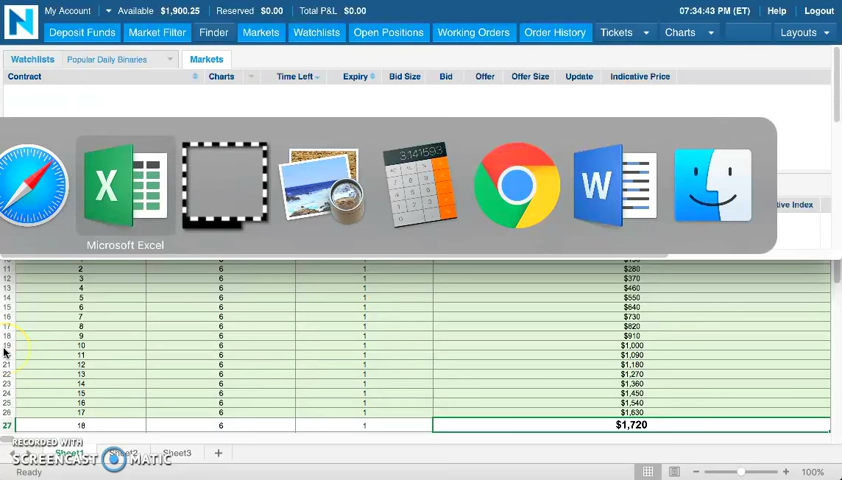 N My Account Available $1,900.25 Reserved $0.00 Total P&L $0.00 07:34:43 PM (ET) Help Logout
Deposit Funds Market Filter Finder Markets Watchlists Open Positions Working Orders Order History Tickets Charts Layouts
Watchlists Popular Daily Binaries Markets
Contract Charts Time Left Expiry Bid Size Bid Offer Offer Size Update Indicative Price
3.141593
X W
Microsoft Excel
ative Index
11 2 6 1 $280
12 3 6 1 $370
13 4 6 1 $460
14 5 6 1 $550
15 6 6 1 $640
16 7 6 1 $730
17 8 6 1 $820
18 9 6 1 $910
19 10 6 1 $1,000
11 6 1 $1,090
21 12 6 1 $1,180
22 13 6 1 $1,270
23 14 6 1 $1,360
24 15 6 1 $1,450
25 16 6 1 $1,540
26 17 6 1 $1,630
27 18 6 1 $1,720
RECORDED WITH
Sheet1 Sheet2 Sheet3 +
SCREENCAST MATIC
Ready 100%